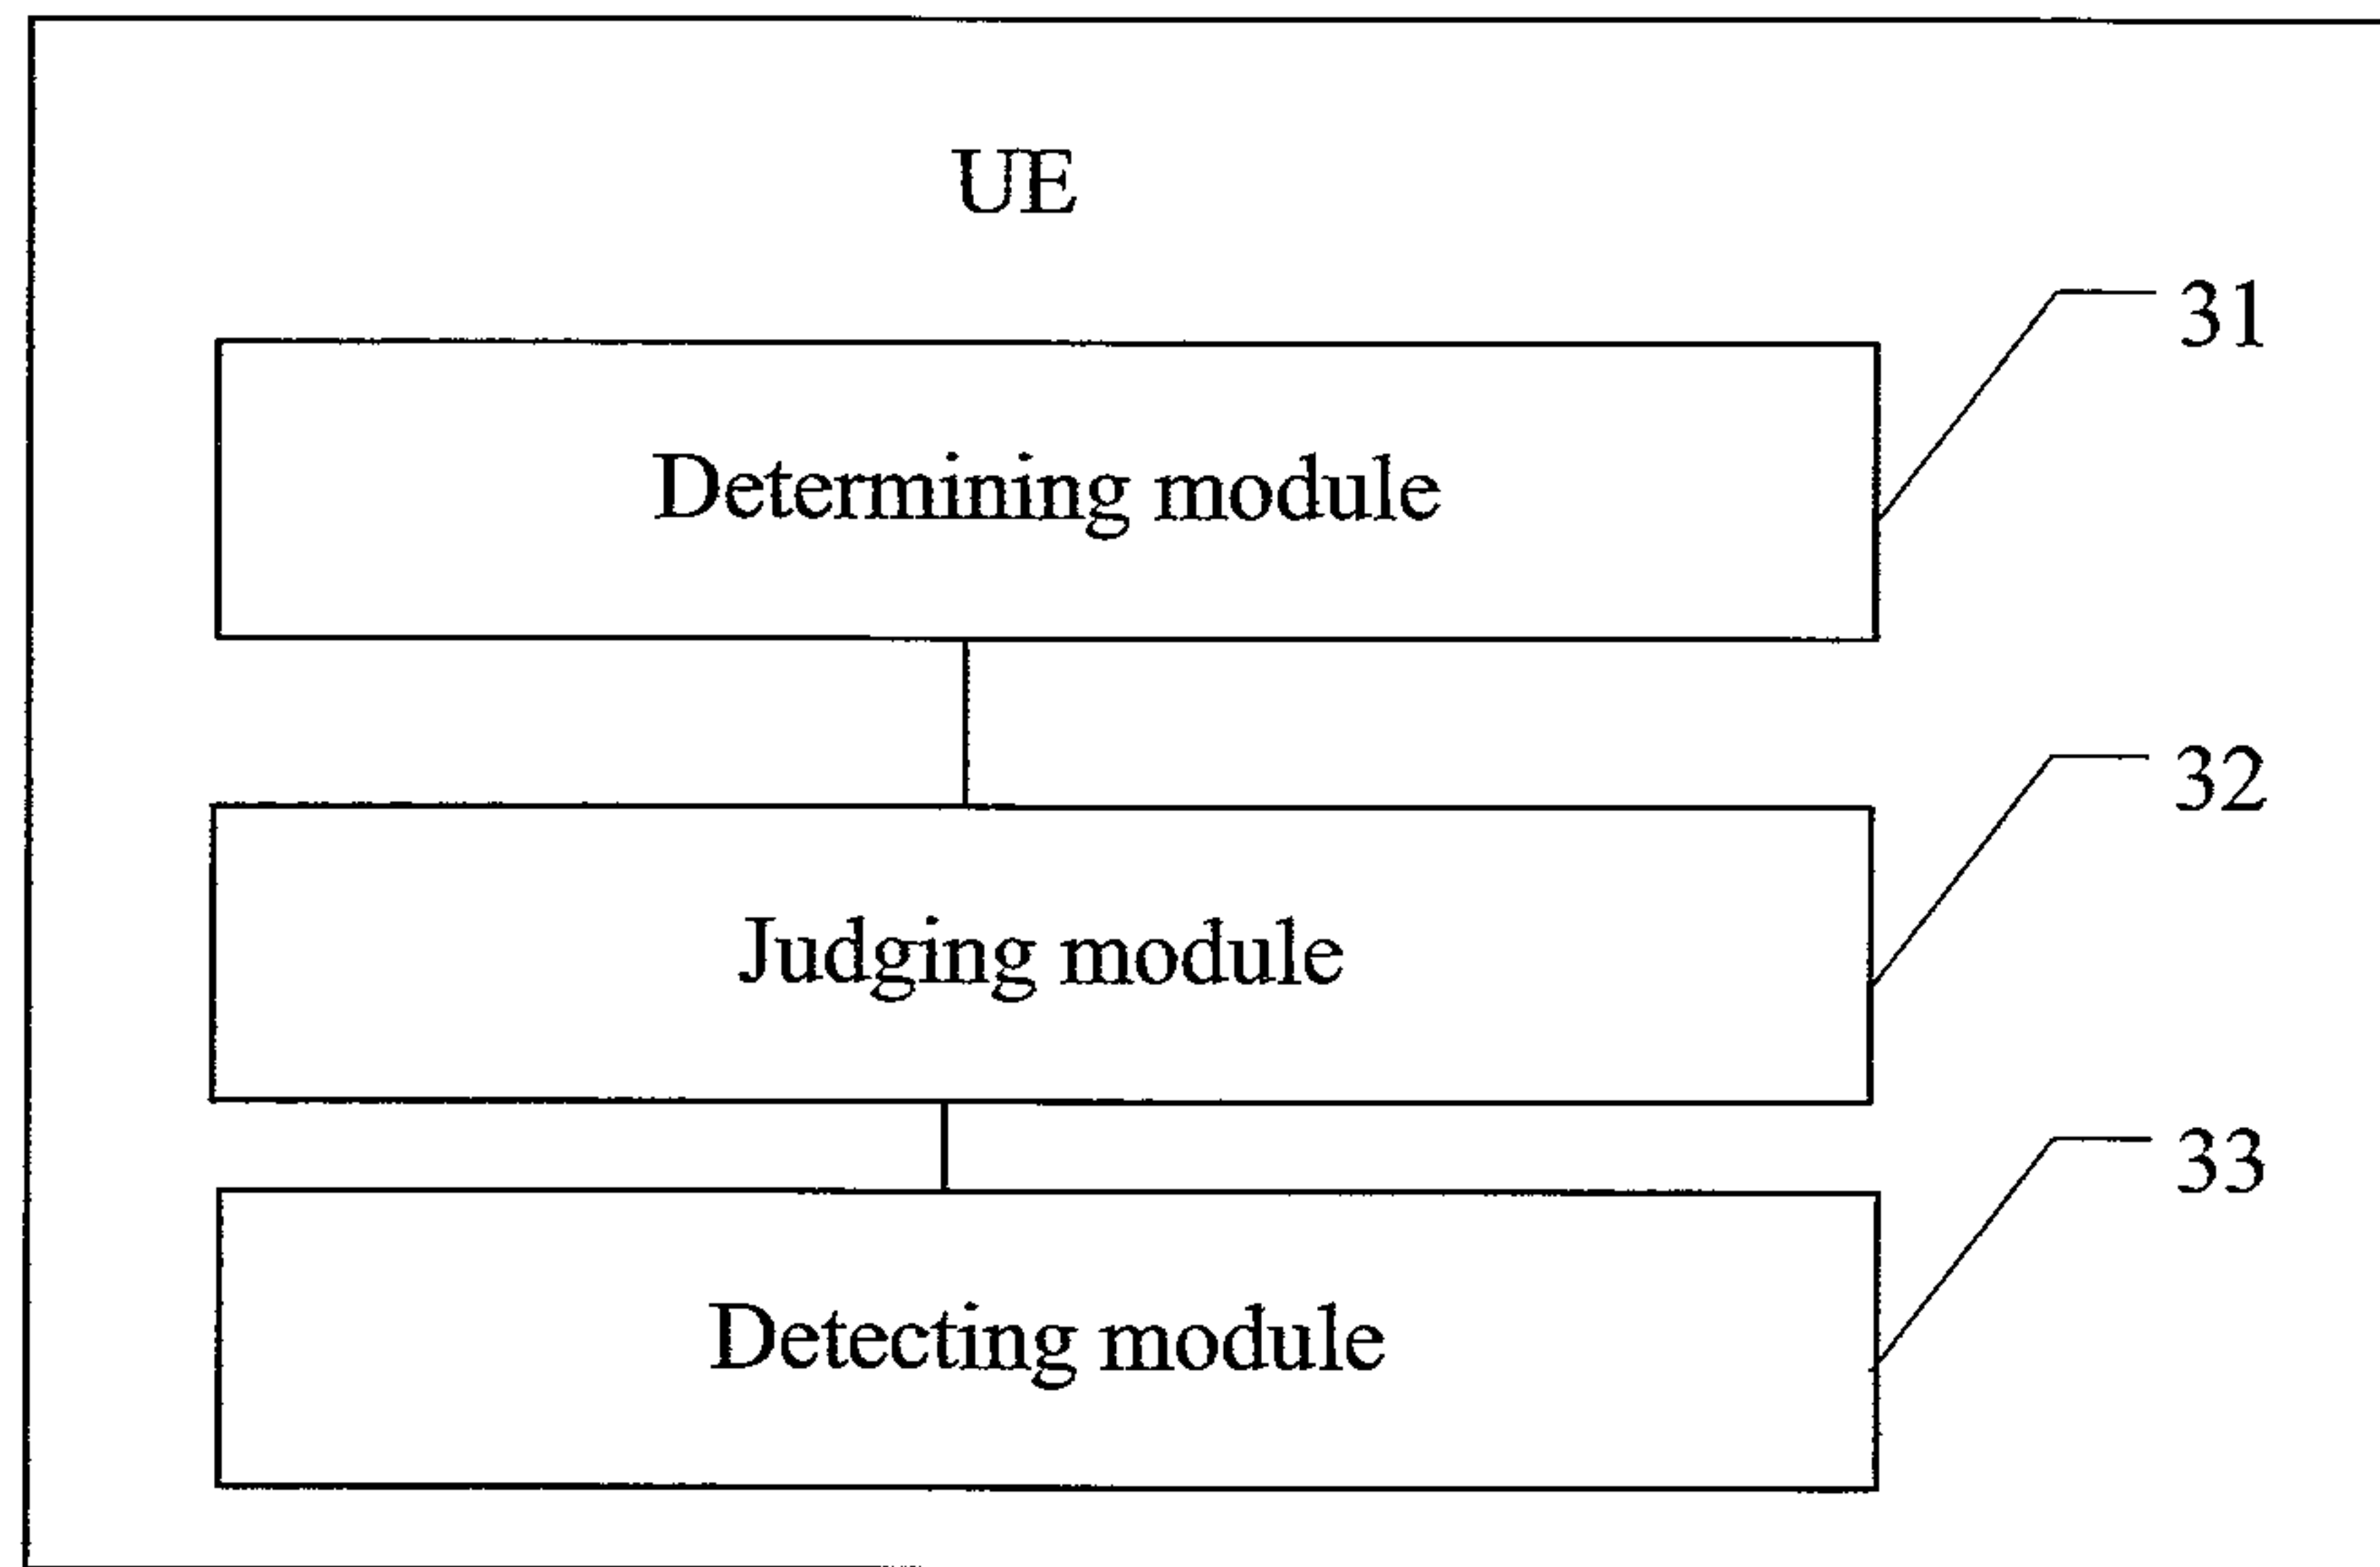 UE
31
Determining module
32
Judging module
33
Detecting module